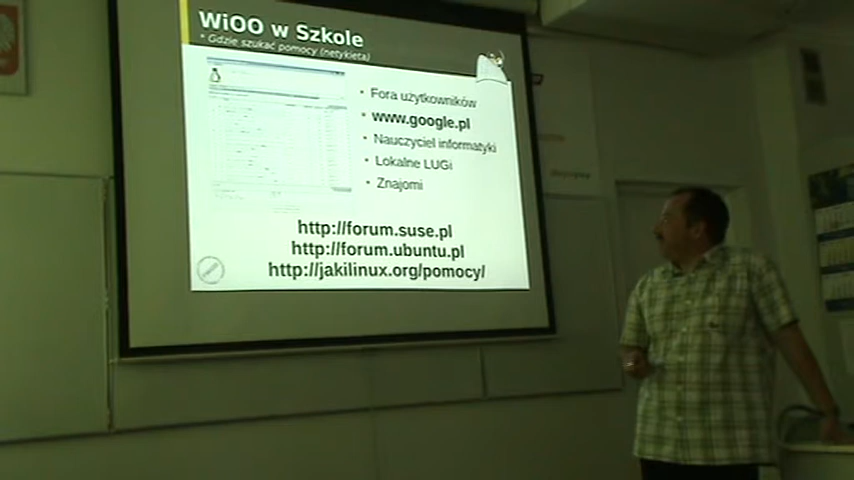 WiOO w Szkole
* Gdzie szukać pomocy (netykieta)
• Fora użytkowników
• www.google.pl
• Nauczyciel informatyki
• Lokalne LUGi
• Znajomi
http://forum.suse.pl
http://forum.ubuntu.pl
http://jakilinux.org/pomocy/